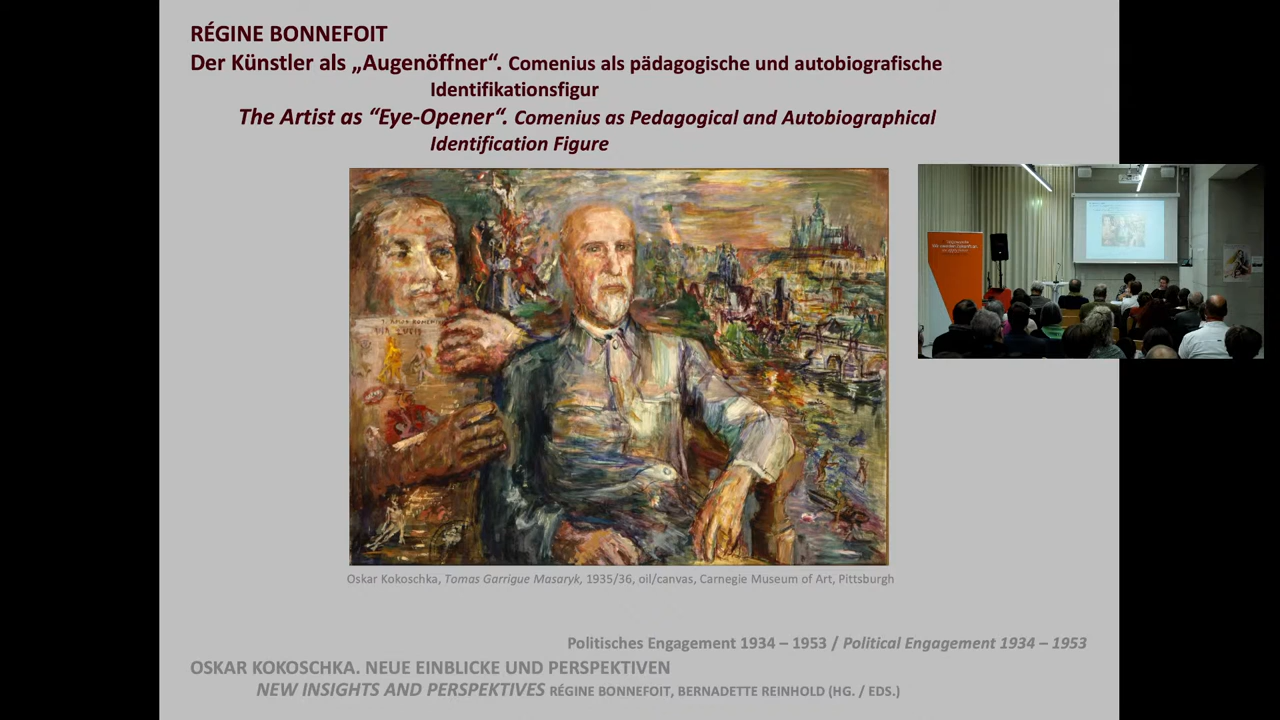 RÉGINE BONNEFOIT
Der Künstler als „Augenöffner“. Comenius als pädagogische und autobiografische
Identifikationsfigur
The Artist as “Eye-Opener“. Comenius as Pedagogical and Autobiographical
Identification Figure
Oskar Kokoschka, Tomas Garrigue Masaryk, 1935/36, oil/canvas, Carnegie Museum of Art, Pittsburgh
Politisches Engagement 1934 – 1953 / Political Engagement 1934 – 1953
OSKAR KOKOSCHKA. NEUE EINBLICKE UND PERSPEKTIVEN
NEW INSIGHTS AND PERSPEKTIVES RÉGINE BONNEFOIT, BERNADETTE REINHOLD (HG. / EDS.)